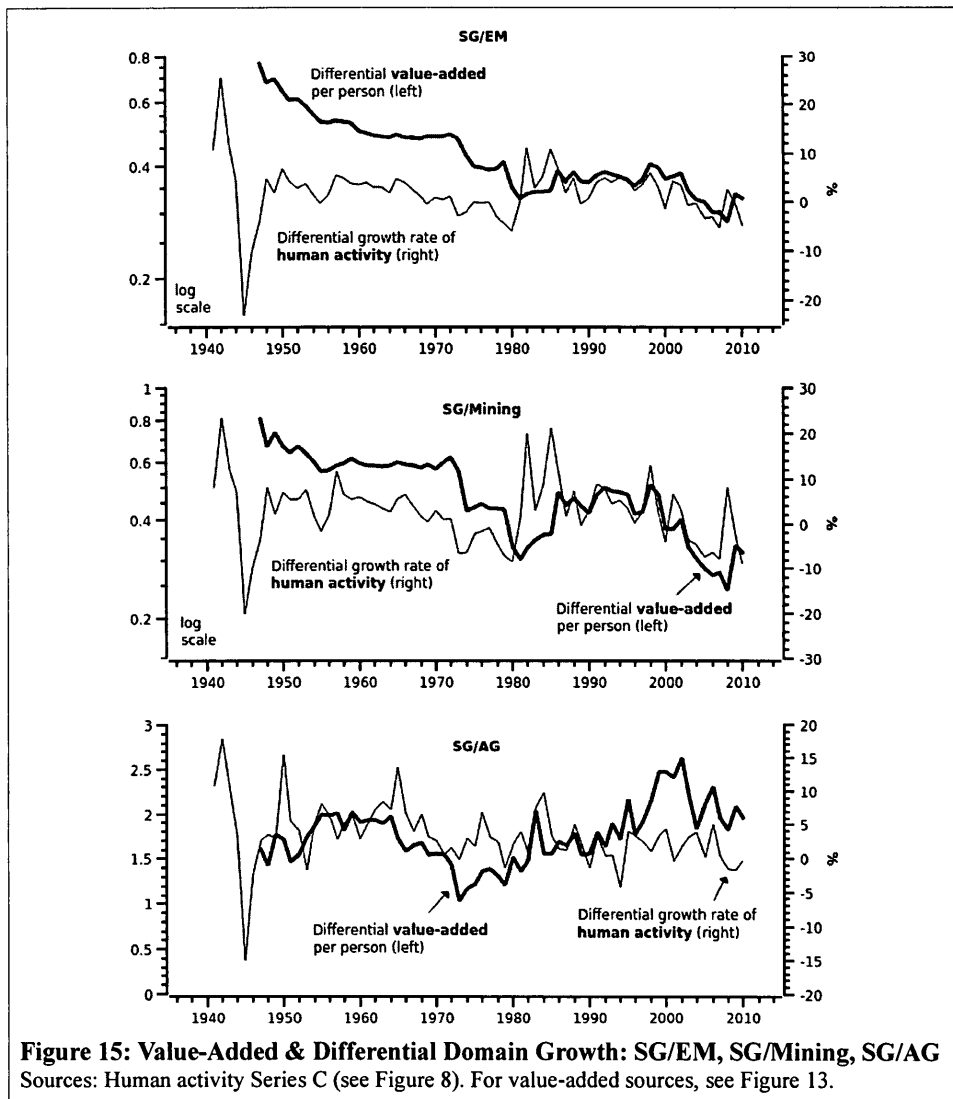 SG/EM
0.8
0.6
0.4
0.2
Differential value-added
per person (left)
Differential growth rate of
human activity (right)
log
scale
30
20
10
0
-10
-20
%
1940 1950 1960 1970 1980 1990 2000 2010
SG/Mining
1
0.8
0.6
0.4
0.2
Differential growth rate of
human activity (right)
Differential value-added
per person (left)
log
scale
30
20
10
0
-10
-20
-30
%
1940 1950 1960 1970 1980 1990 2000 2010
SG/AG
3
2.5
2
1.5
1
0.5
0
Differential value-added
per person (left)
Differential growth rate of
human activity (right)
20
15
10
5
0
-5
-10
-15
-20
%
1940 1950 1960 1970 1980 1990 2000 2010
Figure 15: Value-Added & Differential Domain Growth: SG/EM, SG/Mining, SG/AG
Sources: Human activity Series C (see Figure 8). For value-added sources, see Figure 13.